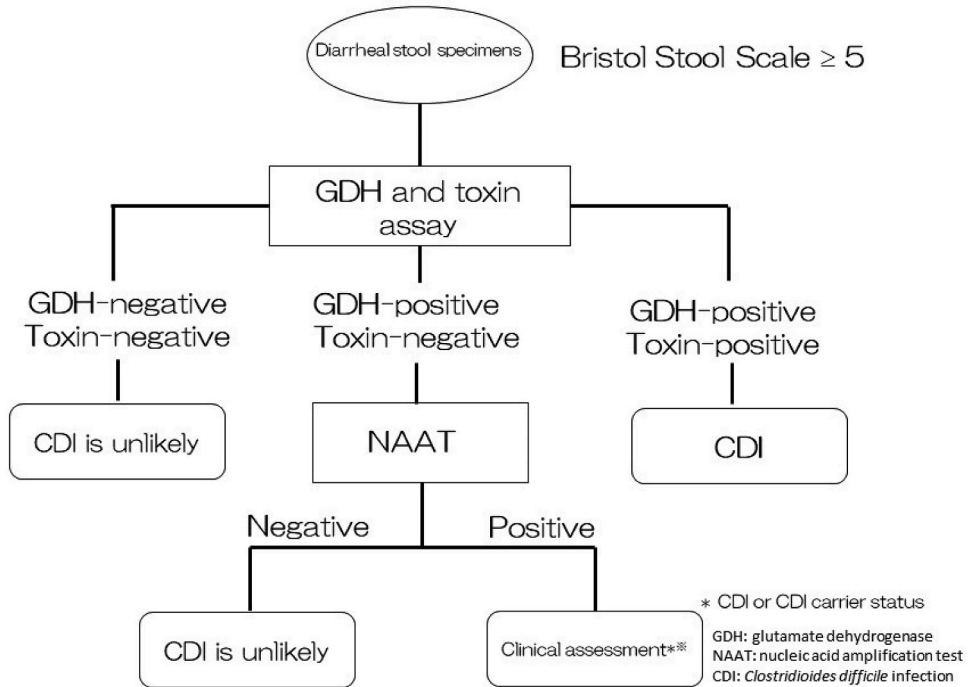 Diarrheal stool specimens
Bristol Stool Scale ≥ 5
GDH and toxin
assay
GDH-negative
Toxin-negative
GDH-positive
Toxin-negative
GDH-positive
Toxin-positive
CDI is unlikely
NAAT
CDI
Negative
Positive
CDI is unlikely
Clinical assessment*※
* CDI or CDI carrier status
GDH: glutamate dehydrogenase
NAAT: nucleic acid amplification test
CDI: Clostridioides difficile infection